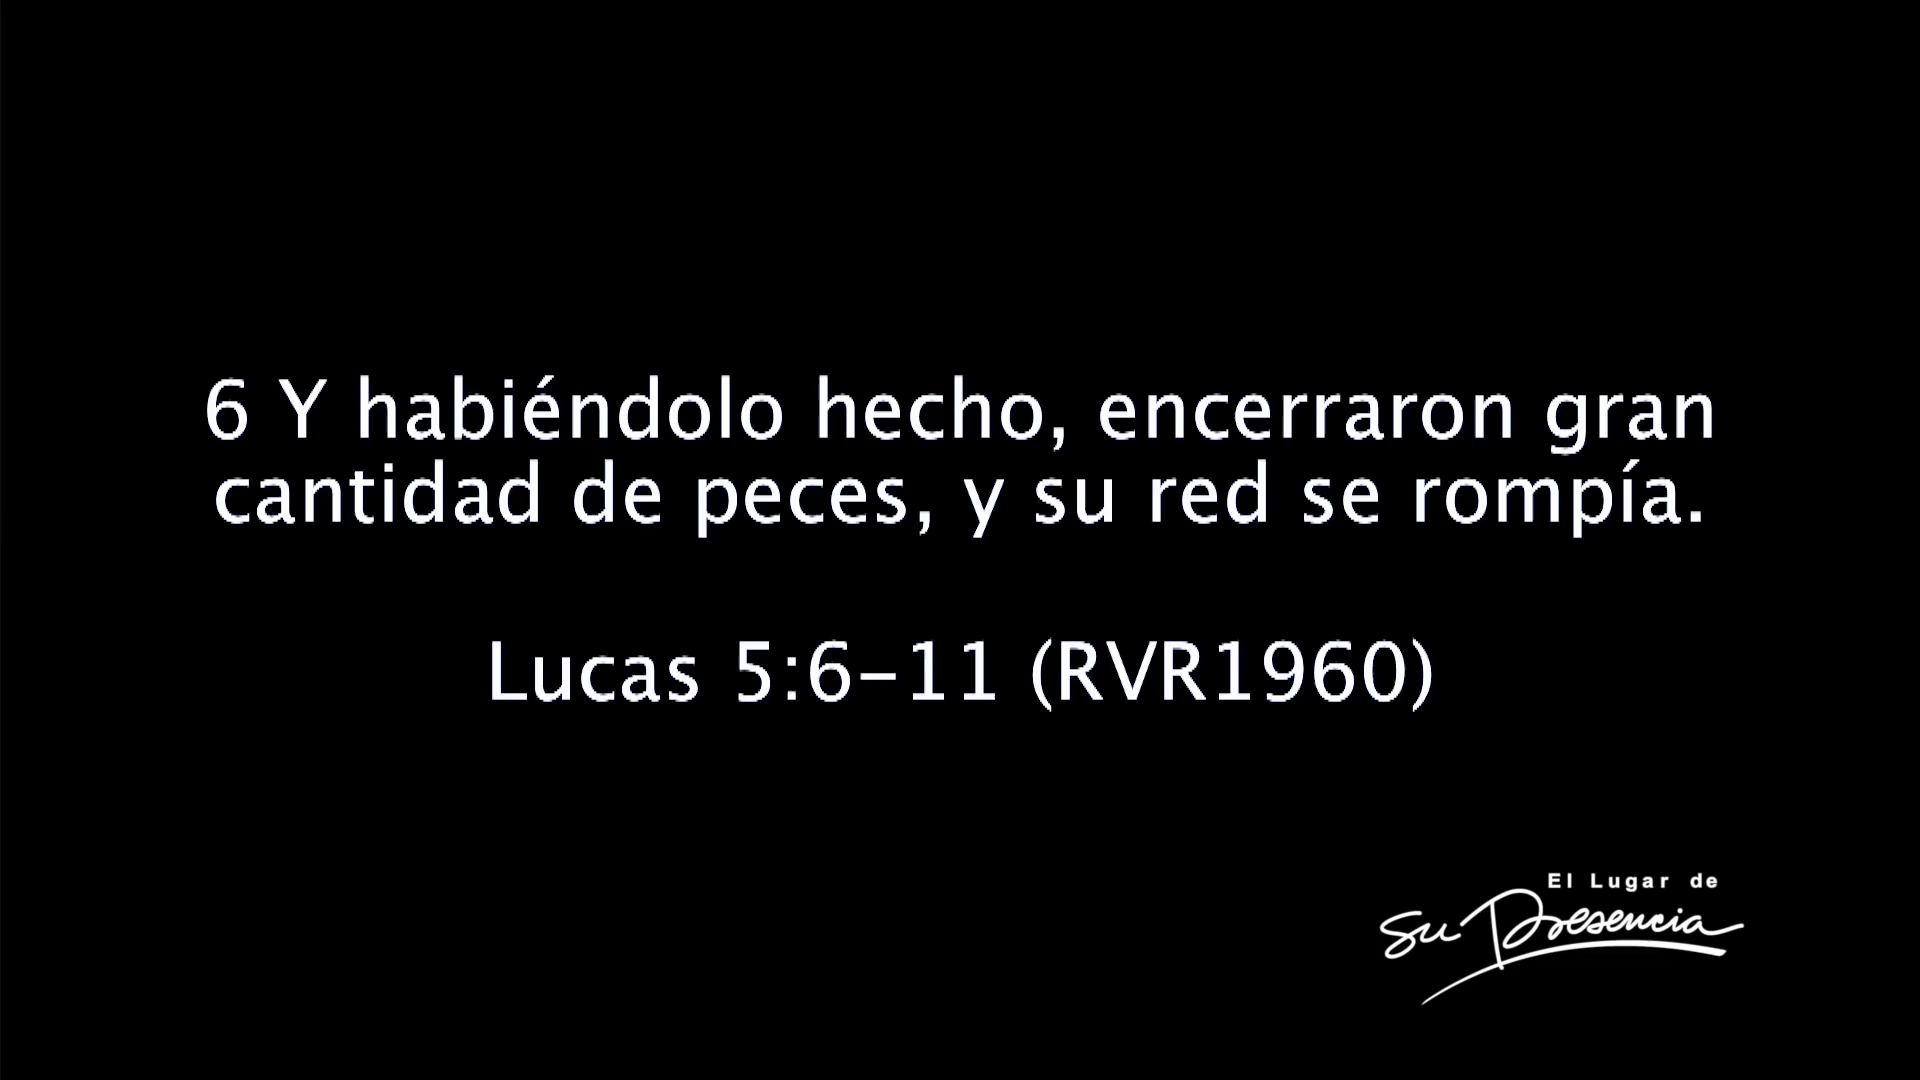 6 Y habiéndolo hecho, encerraron gran
cantidad de peces, y su red se rompía.
Lucas 5:6-11 (RVR1960)
El Lugar de
Su Presencia